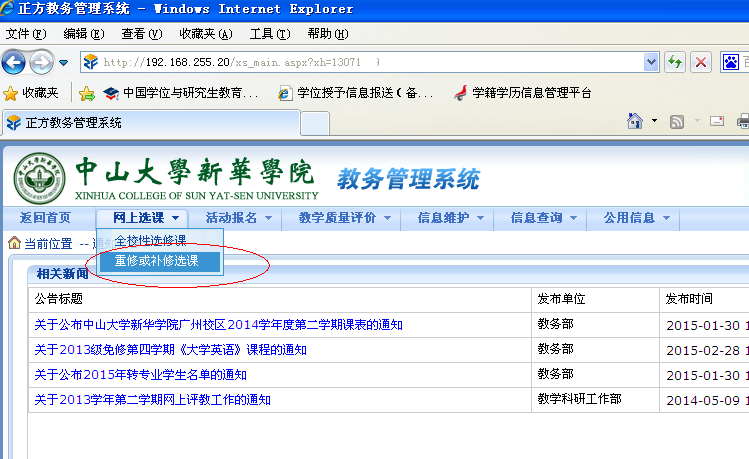 正方教务管理系统 - Windows Internet Explorer
文件(F) 编辑(E) 查看(V) 收藏夹(A) 工具(T) 帮助(H)
http://192.168.255.20/xs_main.aspx?xh=13071
收藏夹 中国学位与研究生教育... 学位授予信息报送(备... 学籍学历信息管理平台
正方教务管理系统
中山大學新華學院 教务管理系统
XINHUA COLLEGE OF SUN YAT-SEN UNIVERSITY
返回首页 网上选课 活动报名 教学质量评价 信息维护 信息查询 公用信息
当前位置 -- 通知 全校性选修课
重修或补修选课
相关新闻
公告标题 发布单位 发布时间
关于公布中山大学新华学院广州校区2014学年度第二学期课表的通知 教务部 2015-01-30 1
关于2013级免修第四学期《大学英语》课程的通知 教务部 2015-02-28 1
关于公布2015年转专业学生名单的通知 教务部 2015-01-30 1
关于2013学年第二学期网上评教工作的通知 教学科研工作部 2014-05-09 1